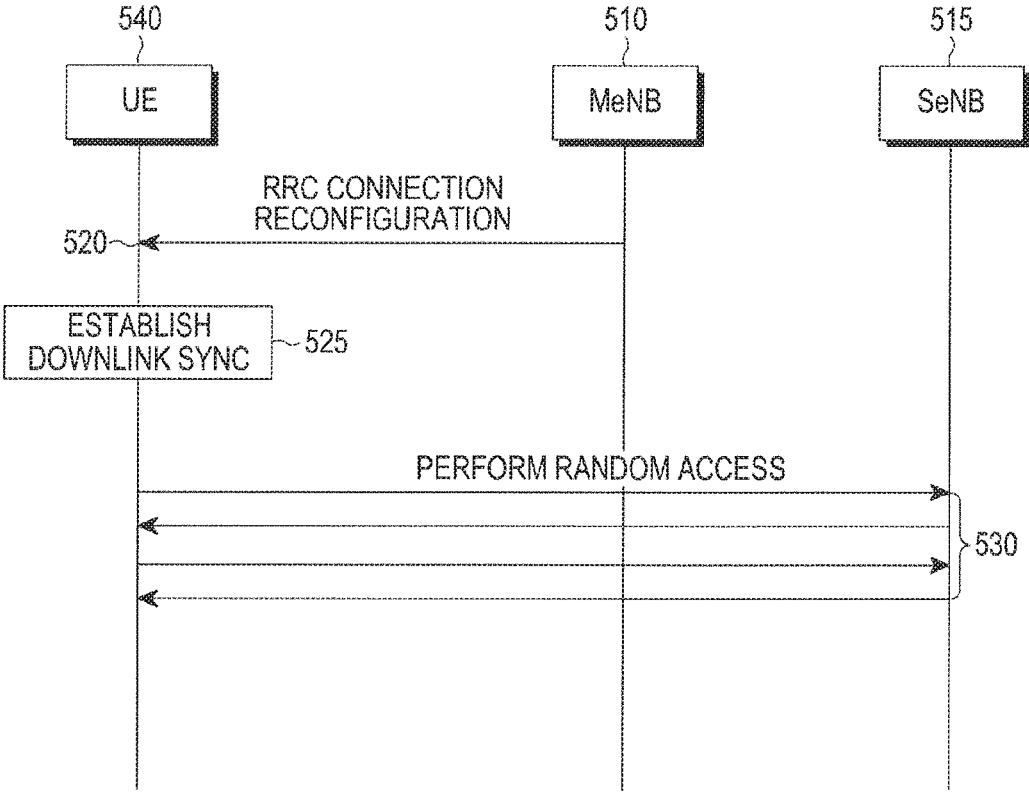 540
510
515
UE
MeNB
SeNB
RRC CONNECTION
RECONFIGURATION
520
ESTABLISH
DOWNLINK SYNC
525
PERFORM RANDOM ACCESS
530